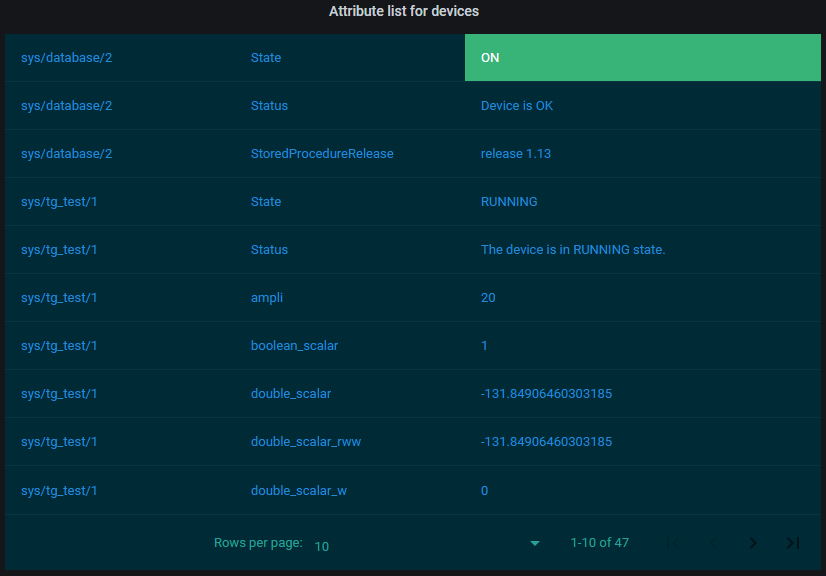 Attribute list for devices
sys/database/2 State ON
sys/database/2 Status Device is OK
sys/database/2 StoredProcedureRelease release 1.13
sys/tg_test/1 State RUNNING
sys/tg_test/1 Status The device is in RUNNING state.
sys/tg_test/1 ampli 20
sys/tg_test/1 boolean_scalar 1
sys/tg_test/1 double_scalar -131.84906460303185
sys/tg_test/1 double_scalar_rww -131.84906460303185
sys/tg_test/1 double_scalar_w 0
Rows per page: 10 1-10 of 47